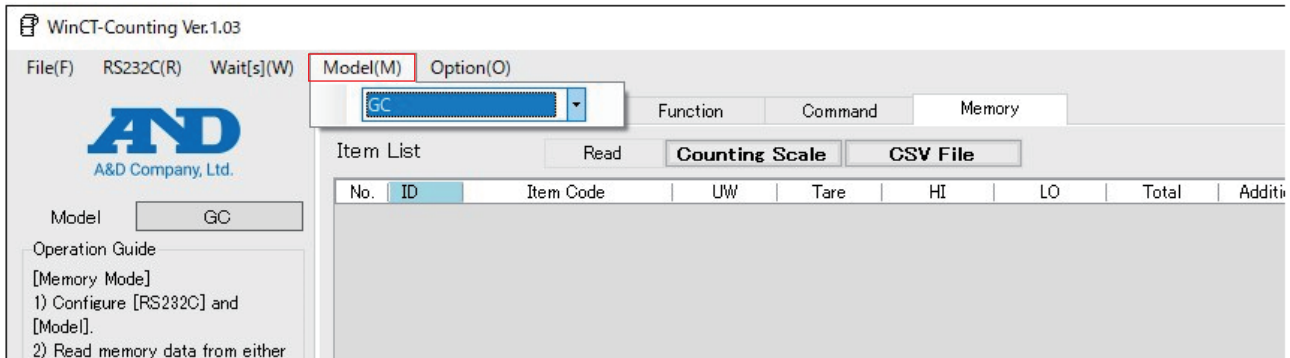 WinCT-Counting Ver.1.03
File(F) RS232C(R) Wait[s](W) Model(M) Option(O)
GC
Function Command Memory
AND
A&D Company, Ltd.
Item List Read Counting Scale CSV File
No. ID Item Code UW Tare HI LO Total Additi
Model GC
Operation Guide
[Memory Mode]
1) Configure [RS232C] and
[Model].
2) Read memory data from either